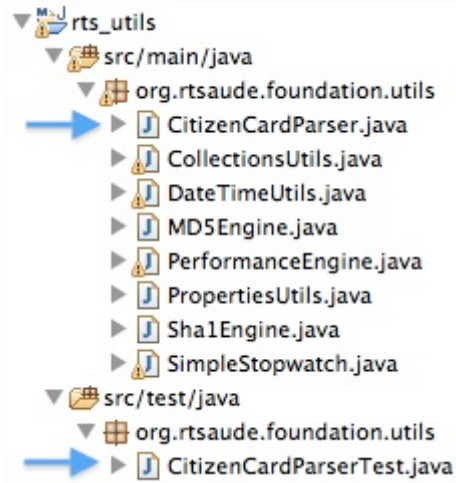 rts_utils
src/main/java
org.rtsaude.foundation.utils
CitizenCardParser.java
CollectionsUtils.java
DateTimeUtils.java
MD5Engine.java
PerformanceEngine.java
PropertiesUtils.java
Sha1Engine.java
SimpleStopwatch.java
src/test/java
org.rtsaude.foundation.utils
CitizenCardParserTest.java